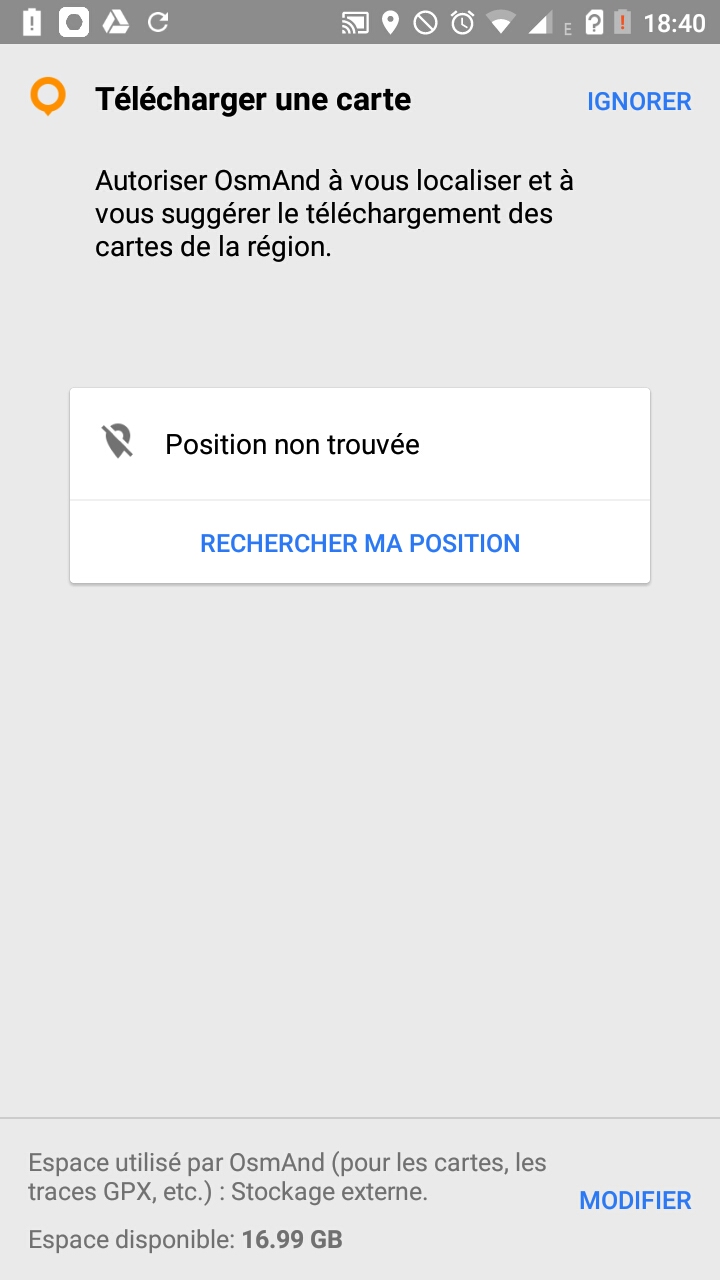 E 18:40
Télécharger une carte
IGNORER
Autoriser OsmAnd à vous localiser et à
vous suggérer le téléchargement des
cartes de la région.
Position non trouvée
RECHERCHER MA POSITION
Espace utilisé par OsmAnd (pour les cartes, les
traces GPX, etc.) : Stockage externe.
MODIFIER
Espace disponible: 16.99 GB